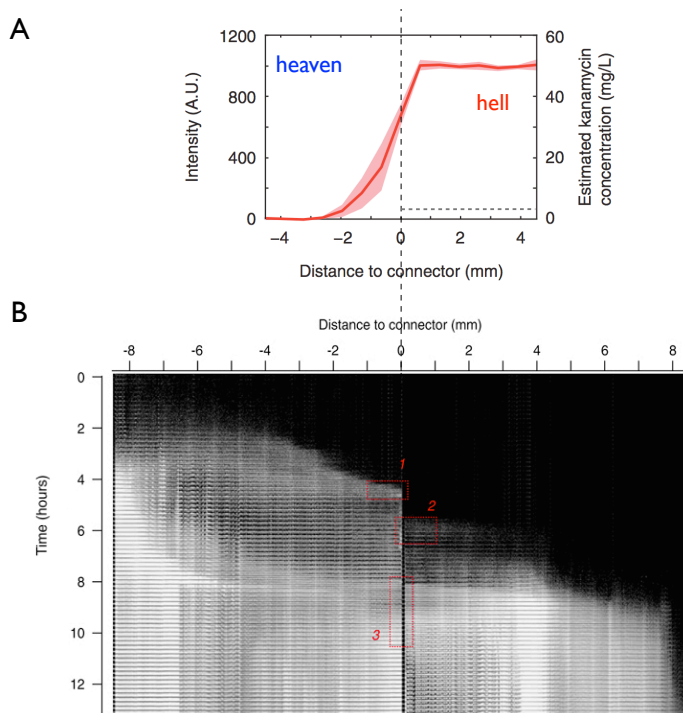 A
1200
800
400
0
Intensity (A.U.)
heaven
hell
60
40
20
0
Estimated kanamycin
concentration (mg/L)
−4 −2 0 2 4
Distance to connector (mm)
B
Distance to connector (mm)
-8 -6 -4 -2 0 2 4 6 8
0
2
4
6
8
10
12
Time (hours)
1
2
3